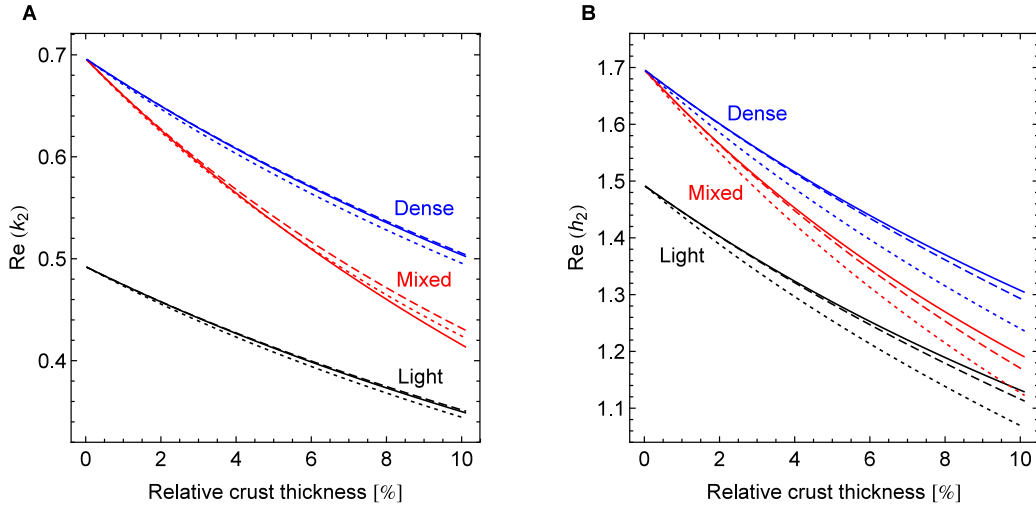 A
0.7
0.6
0.5
0.4
Re (k2)
Dense
Mixed
Light
0 2 4 6 8 10
Relative crust thickness [%]
B
1.7
1.6
1.5
1.4
1.3
1.2
1.1
Re (h2)
Dense
Mixed
Light
0 2 4 6 8 10
Relative crust thickness [%]